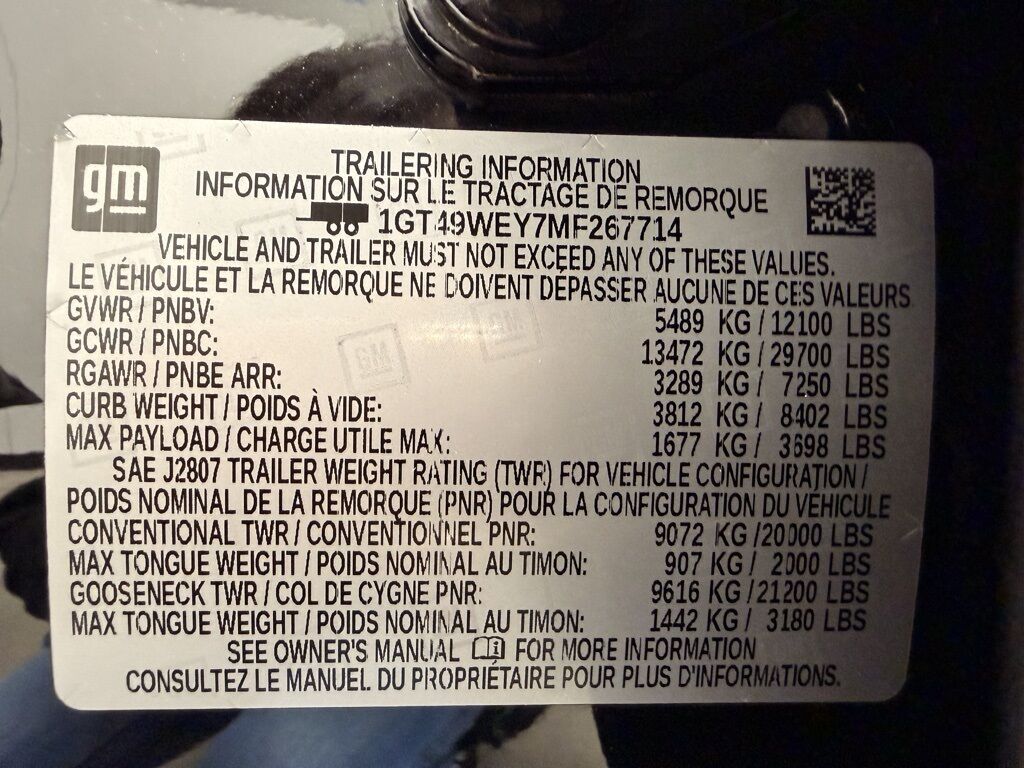 gm
TRAILERING INFORMATION
INFORMATION SUR LE TRACTAGE DE REMORQUE
1GT49WEY7MF267714
VEHICLE AND TRAILER MUST NOT EXCEED ANY OF THESE VALUES.
LE VÉHICULE ET LA REMORQUE NE DOIVENT DÉPASSER AUCUNE DE CES VALEURS
GVWR / PNBV: 5489 KG / 12100 LBS
GCWR / PNBC: 13472 KG / 29700 LBS
RGAWR / PNBE ARR: 3289 KG / 7250 LBS
CURB WEIGHT / POIDS À VIDE: 3812 KG / 8402 LBS
MAX PAYLOAD / CHARGE UTILE MAX: 1677 KG / 3698 LBS
SAE J2807 TRAILER WEIGHT RATING (TWR) FOR VEHICLE CONFIGURATION /
POIDS NOMINAL DE LA REMORQUE (PNR) POUR LA CONFIGURATION DU VÉHICULE
CONVENTIONAL TWR / CONVENTIONNEL PNR: 9072 KG /20000 LBS
MAX TONGUE WEIGHT / POIDS NOMINAL AU TIMON: 907 KG / 2000 LBS
GOOSENECK TWR / COL DE CYGNE PNR: 9616 KG /21200 LBS
MAX TONGUE WEIGHT / POIDS NOMINAL AU TIMON: 1442 KG / 3180 LBS
SEE OWNER'S MANUAL FOR MORE INFORMATION
CONSULTEZ LE MANUEL DU PROPRIÉTAIRE POUR PLUS D'INFORMATIONS.